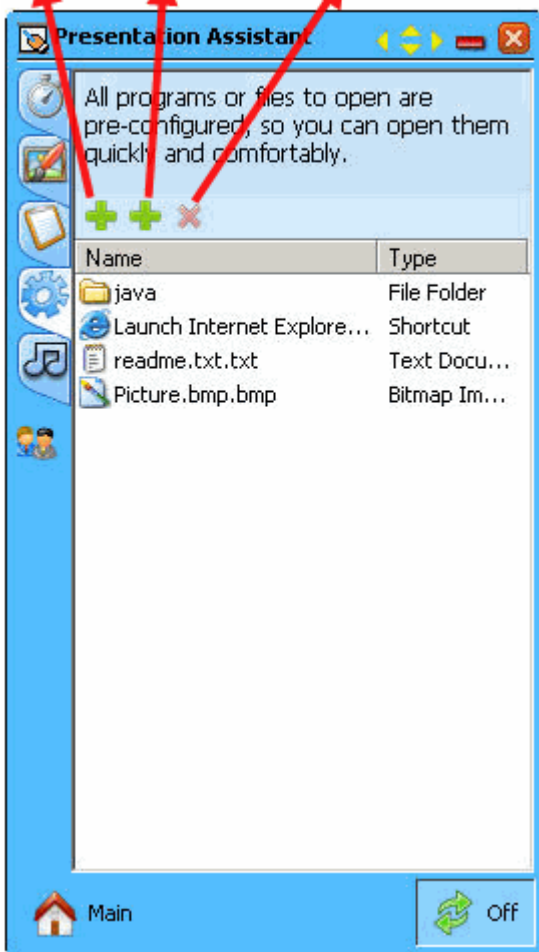 Presentation Assistant
All programs or files to open are
pre-configured, so you can open them
quickly and comfortably.
Name Type
java File Folder
Launch Internet Explore... Shortcut
readme.txt.txt Text Docu...
Picture.bmp.bmp Bitmap Im...
Main Off